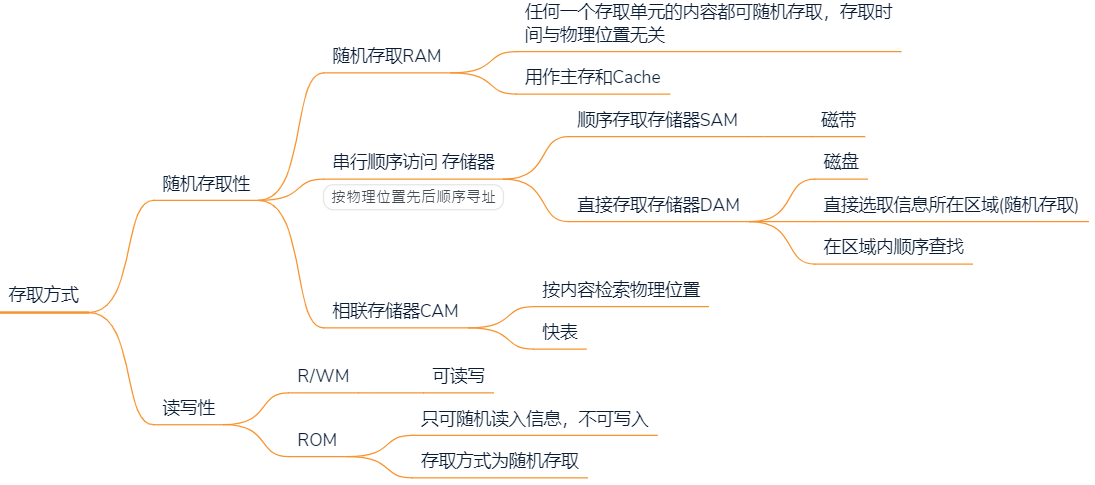 存取方式
随机存取性
随机存取RAM
任何一个存取单元的内容都可随机存取，存取时
间与物理位置无关
用作主存和Cache
串行顺序访问 存储器
按物理位置先后顺序寻址
顺序存取存储器SAM
磁带
直接存取存储器DAM
磁盘
直接选取信息所在区域(随机存取)
在区域内顺序查找
相联存储器CAM
按内容检索物理位置
快表
读写性
R/WM
可读写
ROM
只可随机读入信息，不可写入
存取方式为随机存取